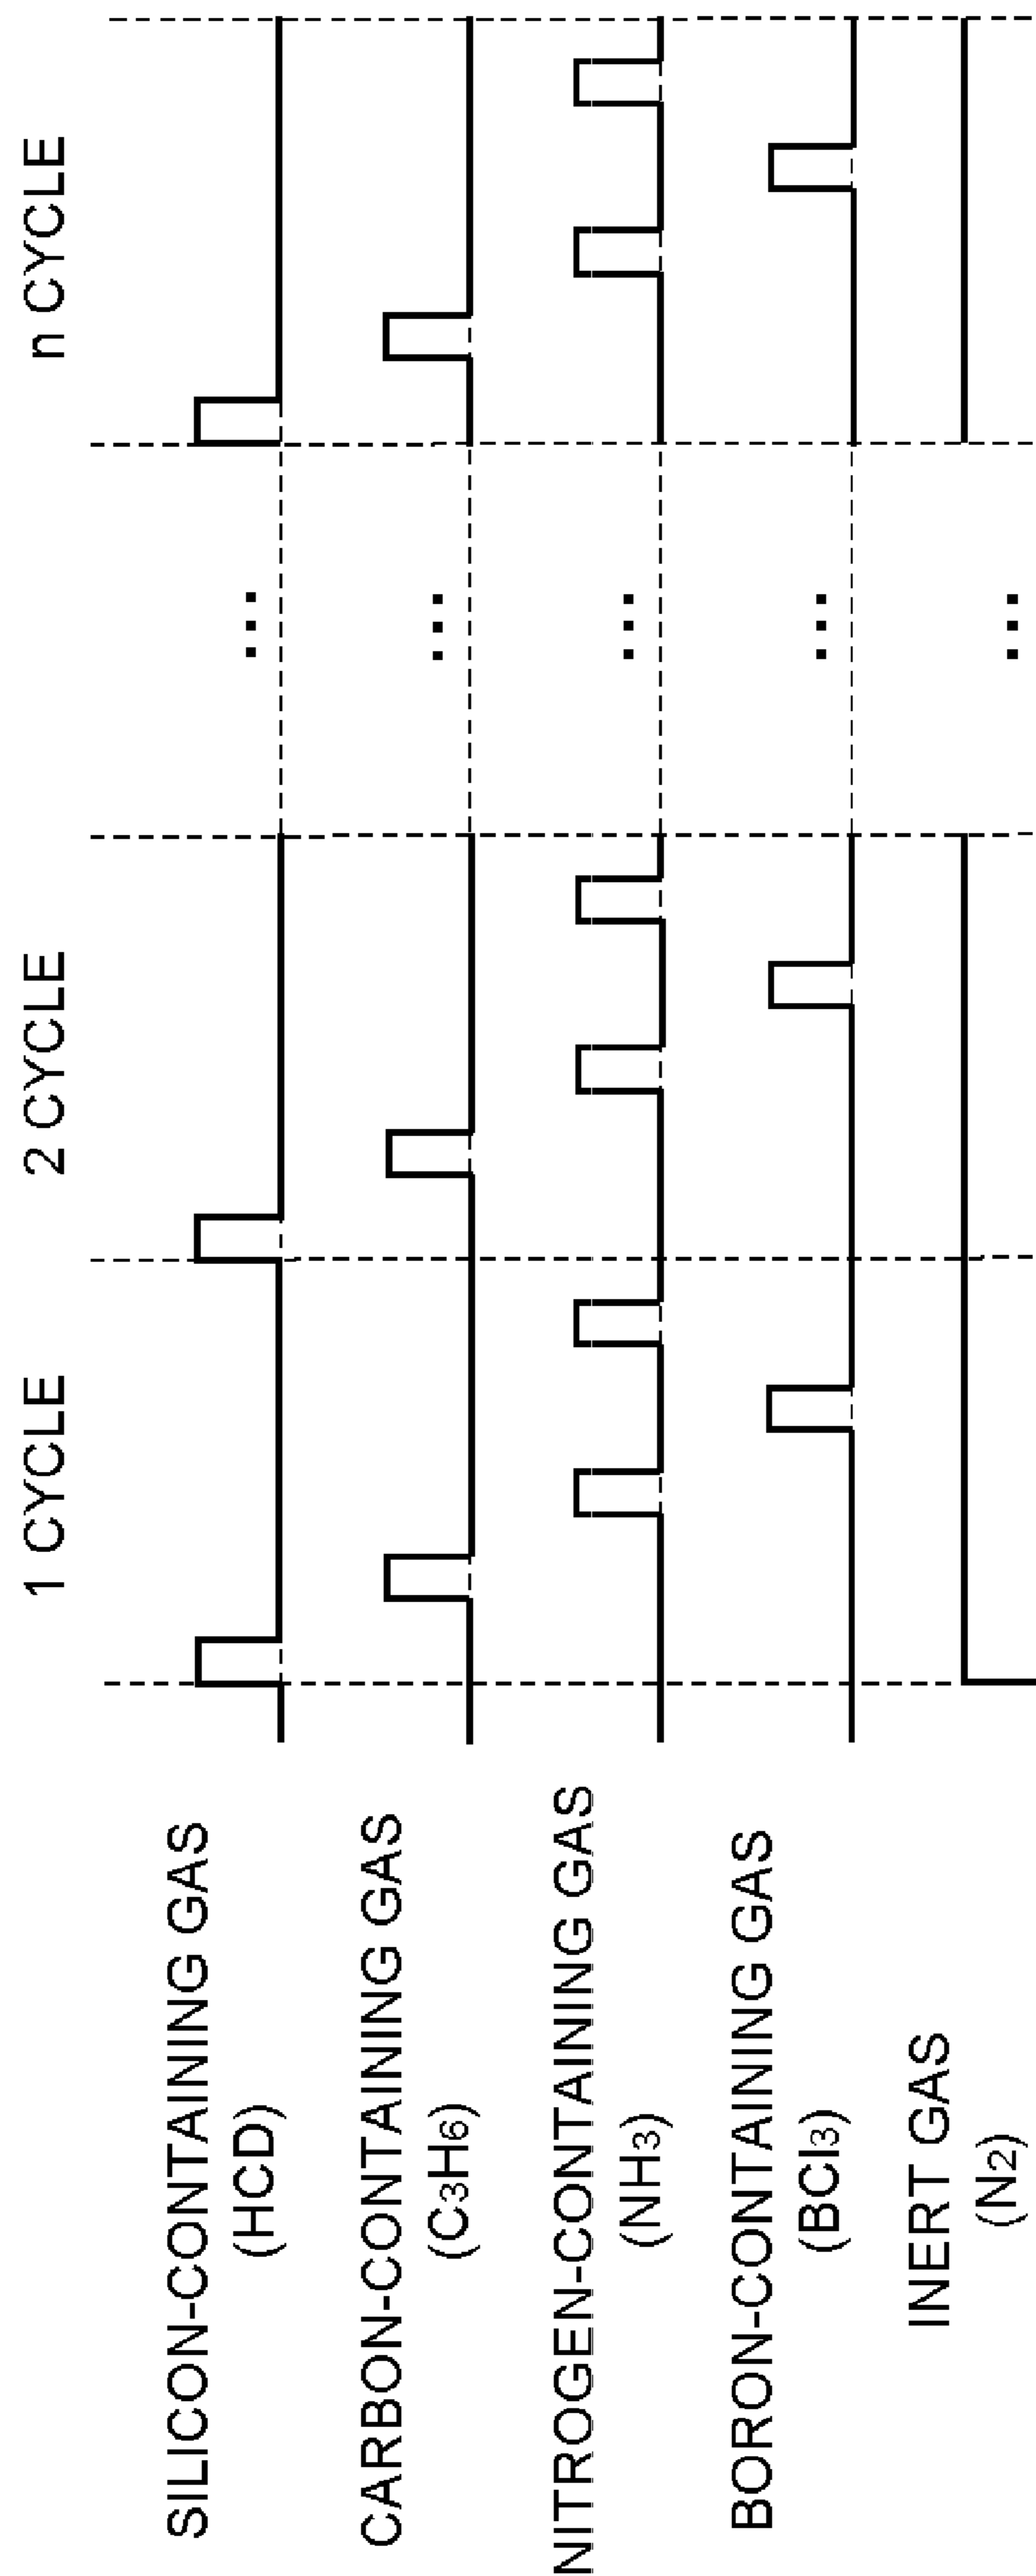 1 CYCLE
2 CYCLE
...
n CYCLE
SILICON-CONTAINING GAS
(HCD)
...
CARBON-CONTAINING GAS
(C3H6)
...
NITROGEN-CONTAINING GAS
(NH3)
...
BORON-CONTAINING GAS
(BCl3)
...
INERT GAS
(N2)